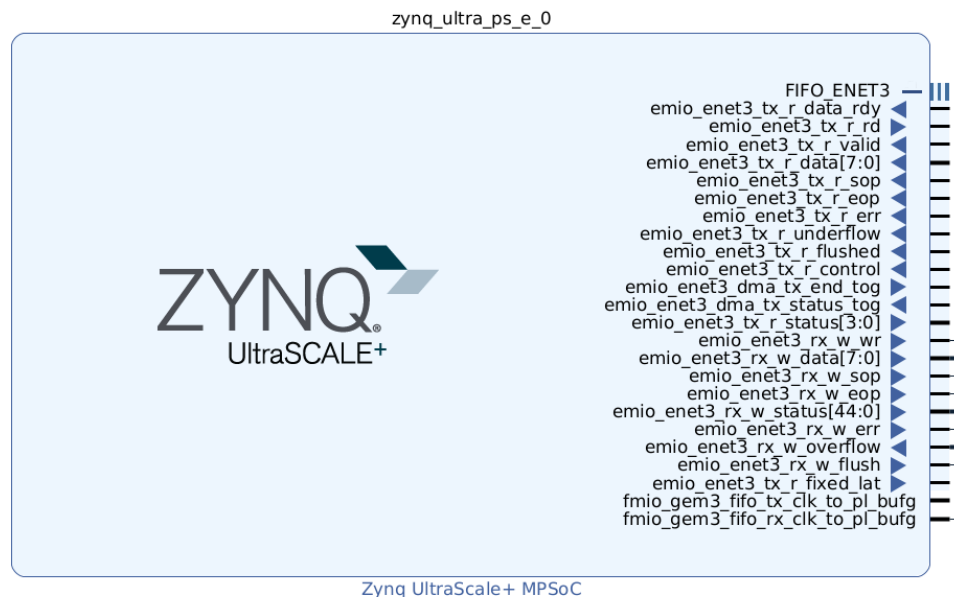 zynq_ultra_ps_e_0
FIFO_ENET3
emio_enet3_tx_r_data_rdy
emio_enet3_tx_r_rd
emio_enet3_tx_r_valid
emio_enet3_tx_r_data[7:0]
emio_enet3_tx_r_sop
emio_enet3_tx_r_eop
emio_enet3_tx_r_err
emio_enet3_tx_r_underflow
emio_enet3_tx_r_flushed
emio_enet3_tx_r_control
emio_enet3_dma_tx_end_tog
emio_enet3_dma_tx_status_tog
emio_enet3_tx_r_status[3:0]
emio_enet3_rx_w_wr
emio_enet3_rx_w_data[7:0]
emio_enet3_rx_w_sop
emio_enet3_rx_w_eop
emio_enet3_rx_w_status[44:0]
emio_enet3_rx_w_err
emio_enet3_rx_w_overflow
emio_enet3_rx_w_flush
emio_enet3_tx_r_fixed_lat
fmio_gem3_fifo_tx_clk_to_pl_bufg
fmio_gem3_fifo_rx_clk_to_pl_bufg
ZYNQ®
UltraSCALE+
Zynq UltraScale+ MPSoC